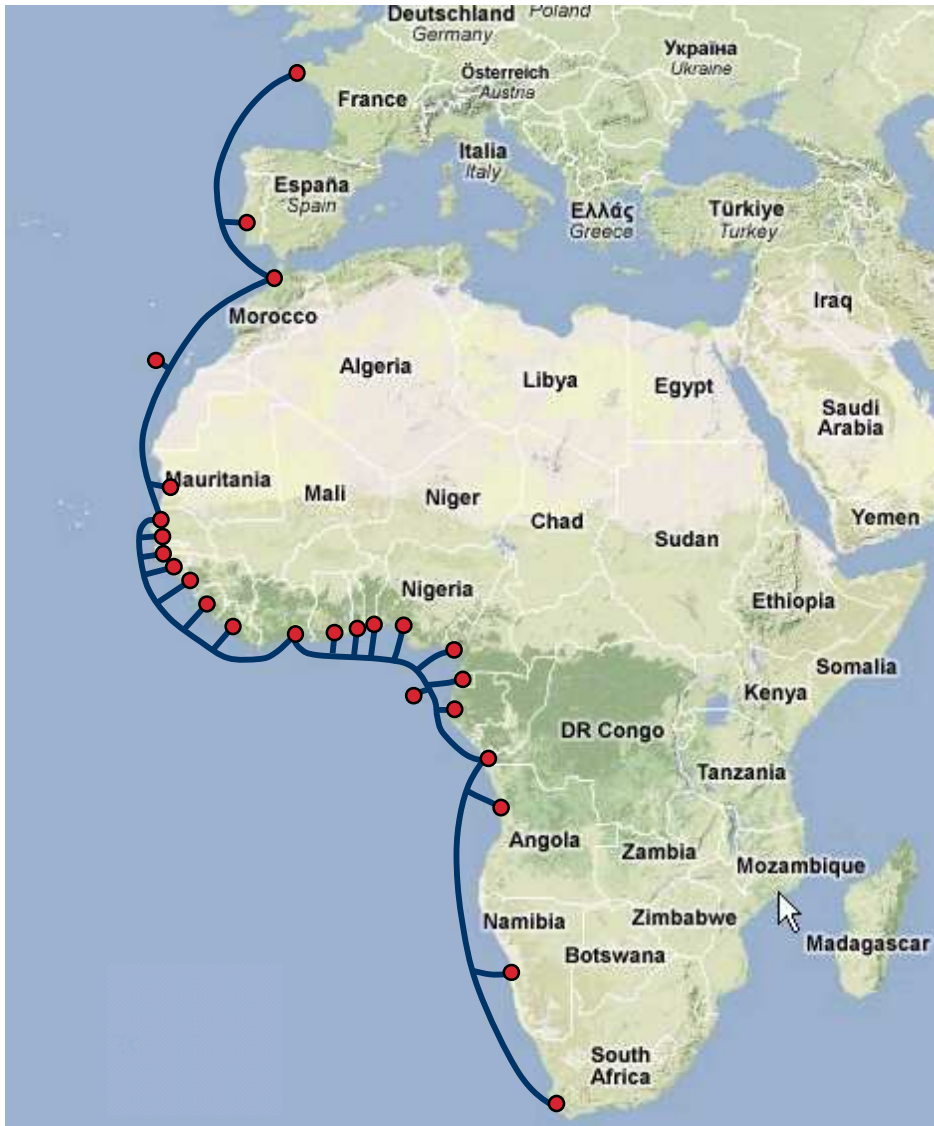 Deutschland
Poland
Germany
Україна
Ukraine
Österreich
Austria
France
Italia
Italy
España
Spain
Ελλάς
Greece
Türkiye
Turkey
Iraq
Morocco
Algeria
Libya
Egypt
Saudi
Arabia
Mauritania
Mali
Niger
Chad
Sudan
Yemen
Nigeria
Ethiopia
Somalia
Kenya
DR Congo
Tanzania
Angola
Zambia
Mozambique
Namibia
Zimbabwe
Madagascar
Botswana
South
Africa